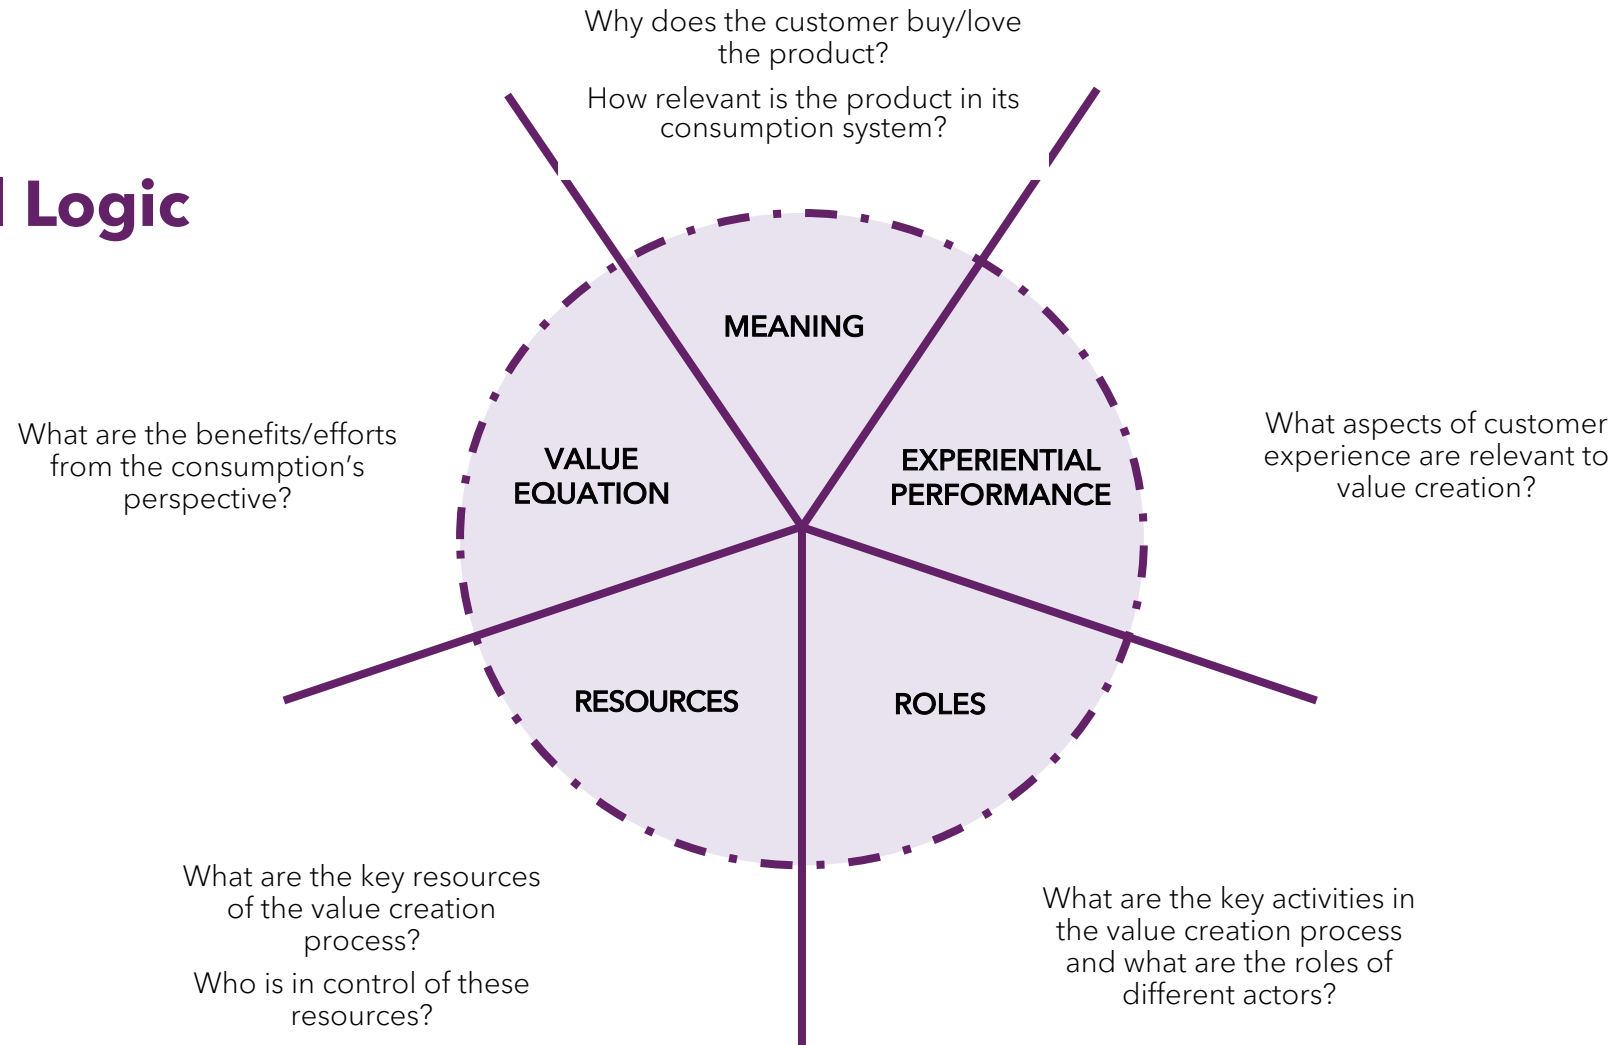 Why does the customer buy/love
the product?
How relevant is the product in its
consumption system?
Logic
MEANING
VALUE
EQUATION
EXPERIENTIAL
PERFORMANCE
What are the benefits/efforts
from the consumption's
perspective?
What aspects of customer
experience are relevant to
value creation?
RESOURCES
ROLES
What are the key resources
of the value creation
process?
Who is in control of these
resources?
What are the key activities in
the value creation process
and what are the roles of
different actors?